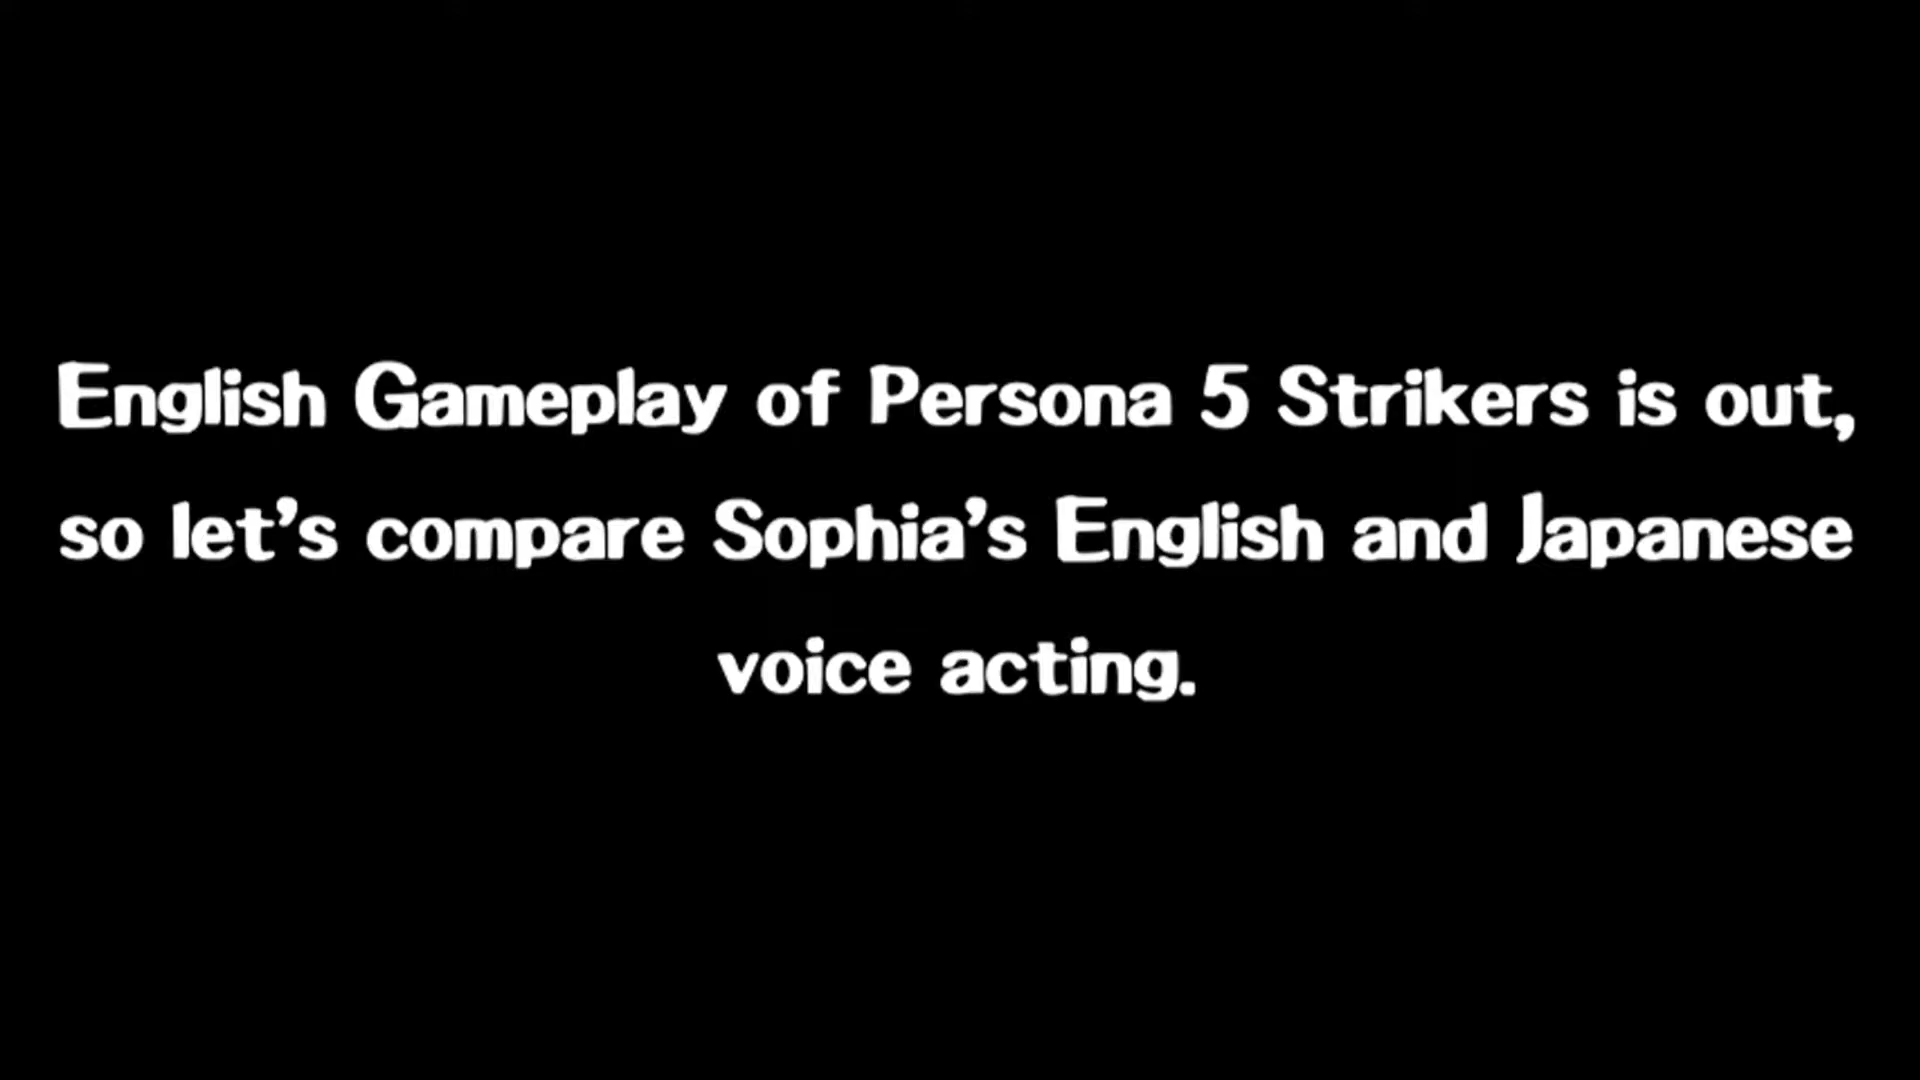 English Gameplay of Persona 5 Strikers is out,
so let’s compare Sophia’s English and Japanese
voice acting.